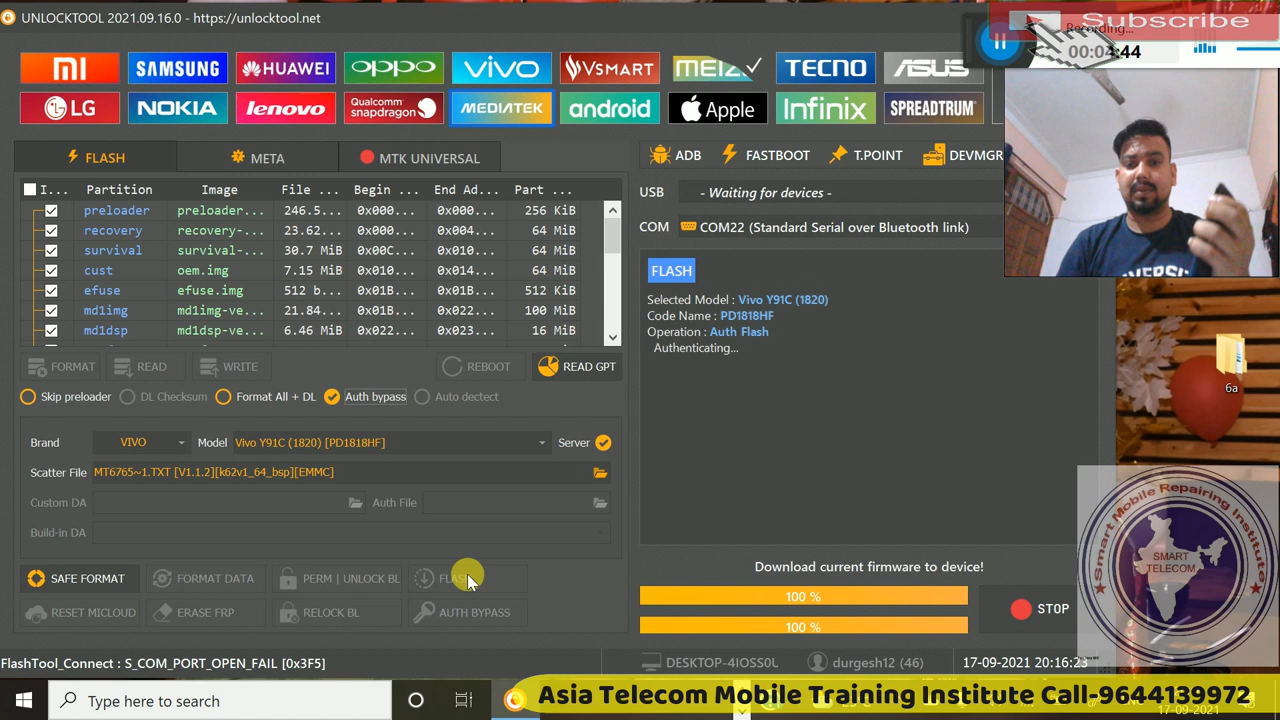 UNLOCKTOOL 2021.09.16.0 - https://unlocktool.net
Subscribe
Recording...
00:04:44
mi SAMSUNG HUAWEI oppo vivo VSMART TECNO ASUS
LG NOKIA lenovo Qualcomm snapdragon MEDIATEK android Apple Infinix SPREADTRUM
FLASH META MTK UNIVERSAL
ADB FASTBOOT T.POINT DEVMGR
I... Partition Image File ... Begin ... End Ad... Part ...
preloader preloader... 246.5... 0x000... 0x000... 256 KiB
recovery recovery-... 23.62... 0x000... 0x004... 64 MiB
survival survival-... 30.7 MiB 0x00C... 0x010... 64 MiB
cust oem.img 7.15 MiB 0x010... 0x014... 64 MiB
efuse efuse.img 512 b... 0x01B... 0x01B... 512 KiB
md1img md1img-ve... 21.84... 0x01B... 0x022... 100 MiB
md1dsp md1dsp-ve... 6.46 MiB 0x022... 0x023... 16 MiB
FORMAT READ WRITE REBOOT READ GPT
Skip preloader DL Checksum Format All + DL Auth bypass Auto dectect
Brand VIVO Model Vivo Y91C (1820) [PD1818HF] Server
Scatter File MT6765~1.TXT [V1.1.2][k62v1_64_bsp][EMMC]
Custom DA Auth File
Build-in DA
SAFE FORMAT FORMAT DATA PERM | UNLOCK BL
RESET MICLOUD ERASE FRP RELOCK BL AUTH BYPASS
USB - Waiting for devices -
COM COM22 (Standard Serial over Bluetooth link)
FLASH
Selected Model : Vivo Y91C (1820)
Code Name : PD1818HF
Operation : Auth Flash
Authenticating...
Download current firmware to device!
100 %
100 %
STOP
6a
Smart Mobile Repairing Institute
SMART
TELECOM
FlashTool_Connect : S_COM_PORT_OPEN_FAIL [0x3F5]
DESKTOP-4IOSS0L durgesh12 (46) 17-09-2021 20:16:23
Type here to search
Asia Telecom Mobile Training Institute Call-9644139972
17-09-2021